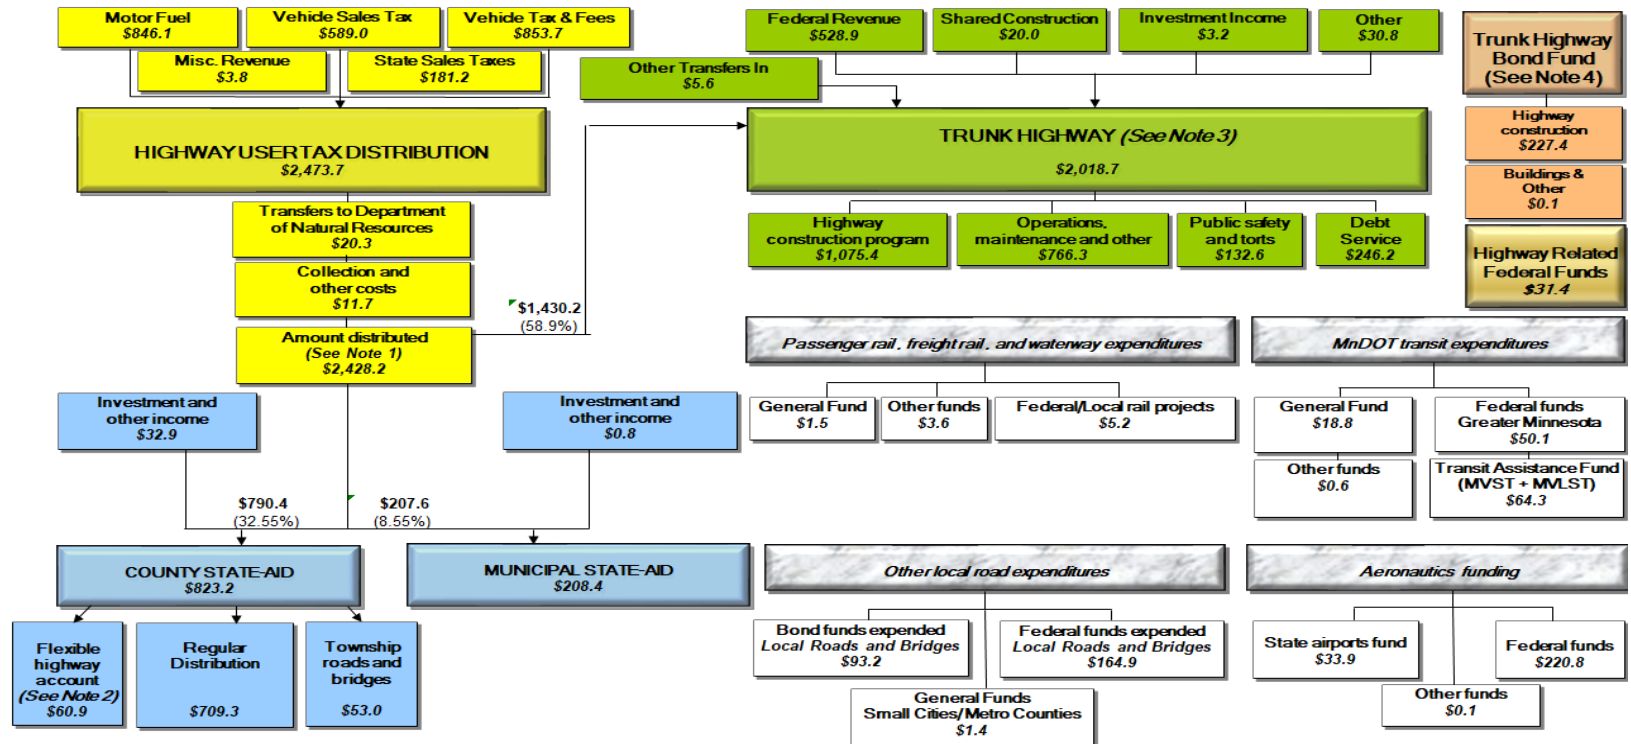 Motor Fuel
$846.1
Vehicle Sales Tax
$589.0
Vehicle Tax & Fees
$853.7
Misc. Revenue
$3.8
State Sales Taxes
$181.2
HIGHWAY USER TAX DISTRIBUTION
$2,473.7
Transfers to Department
of Natural Resources
$20.3
Collection and
other costs
$11.7
Amount distributed
(See Note 1)
$2,428.2
$1,430.2
(58.9%)
Federal Revenue
$528.9
Shared Construction
$20.0
Investment Income
$3.2
Other
$30.8
Other Transfers In
$5.6
TRUNK HIGHWAY (See Note 3)
$2,018.7
Highway
construction program
$1,075.4
Operations,
maintenance and other
$766.3
Public safety
and torts
$132.6
Debt
Service
$246.2
Trunk Highway
Bond Fund
(See Note 4)
Highway
construction
$227.4
Buildings &
Other
$0.1
Highway Related
Federal Funds
$31.4
Investment and
other income
$32.9
Investment and
other income
$0.8
$790.4
(32.55%)
$207.6
(8.55%)
COUNTY STATE-AID
$823.2
MUNICIPAL STATE-AID
$208.4
Flexible
highway
account
(See Note 2)
$60.9
Regular
Distribution
$709.3
Township
roads and
bridges
$53.0
Passenger rail, freight rail, and waterway expenditures
General Fund
$1.5
Other funds
$3.6
Federal/Local rail projects
$5.2
MnDOT transit expenditures
General Fund
$18.8
Federal funds
Greater Minnesota
$50.1
Other funds
$0.6
Transit Assistance Fund
(MVST + MVLST)
$64.3
Other local road expenditures
Bond funds expended
Local Roads and Bridges
$93.2
Federal funds expended
Local Roads and Bridges
$164.9
General Funds
Small Cities/Metro Counties
$1.4
Aeronautics funding
State airports fund
$33.9
Federal funds
$220.8
Other funds
$0.1